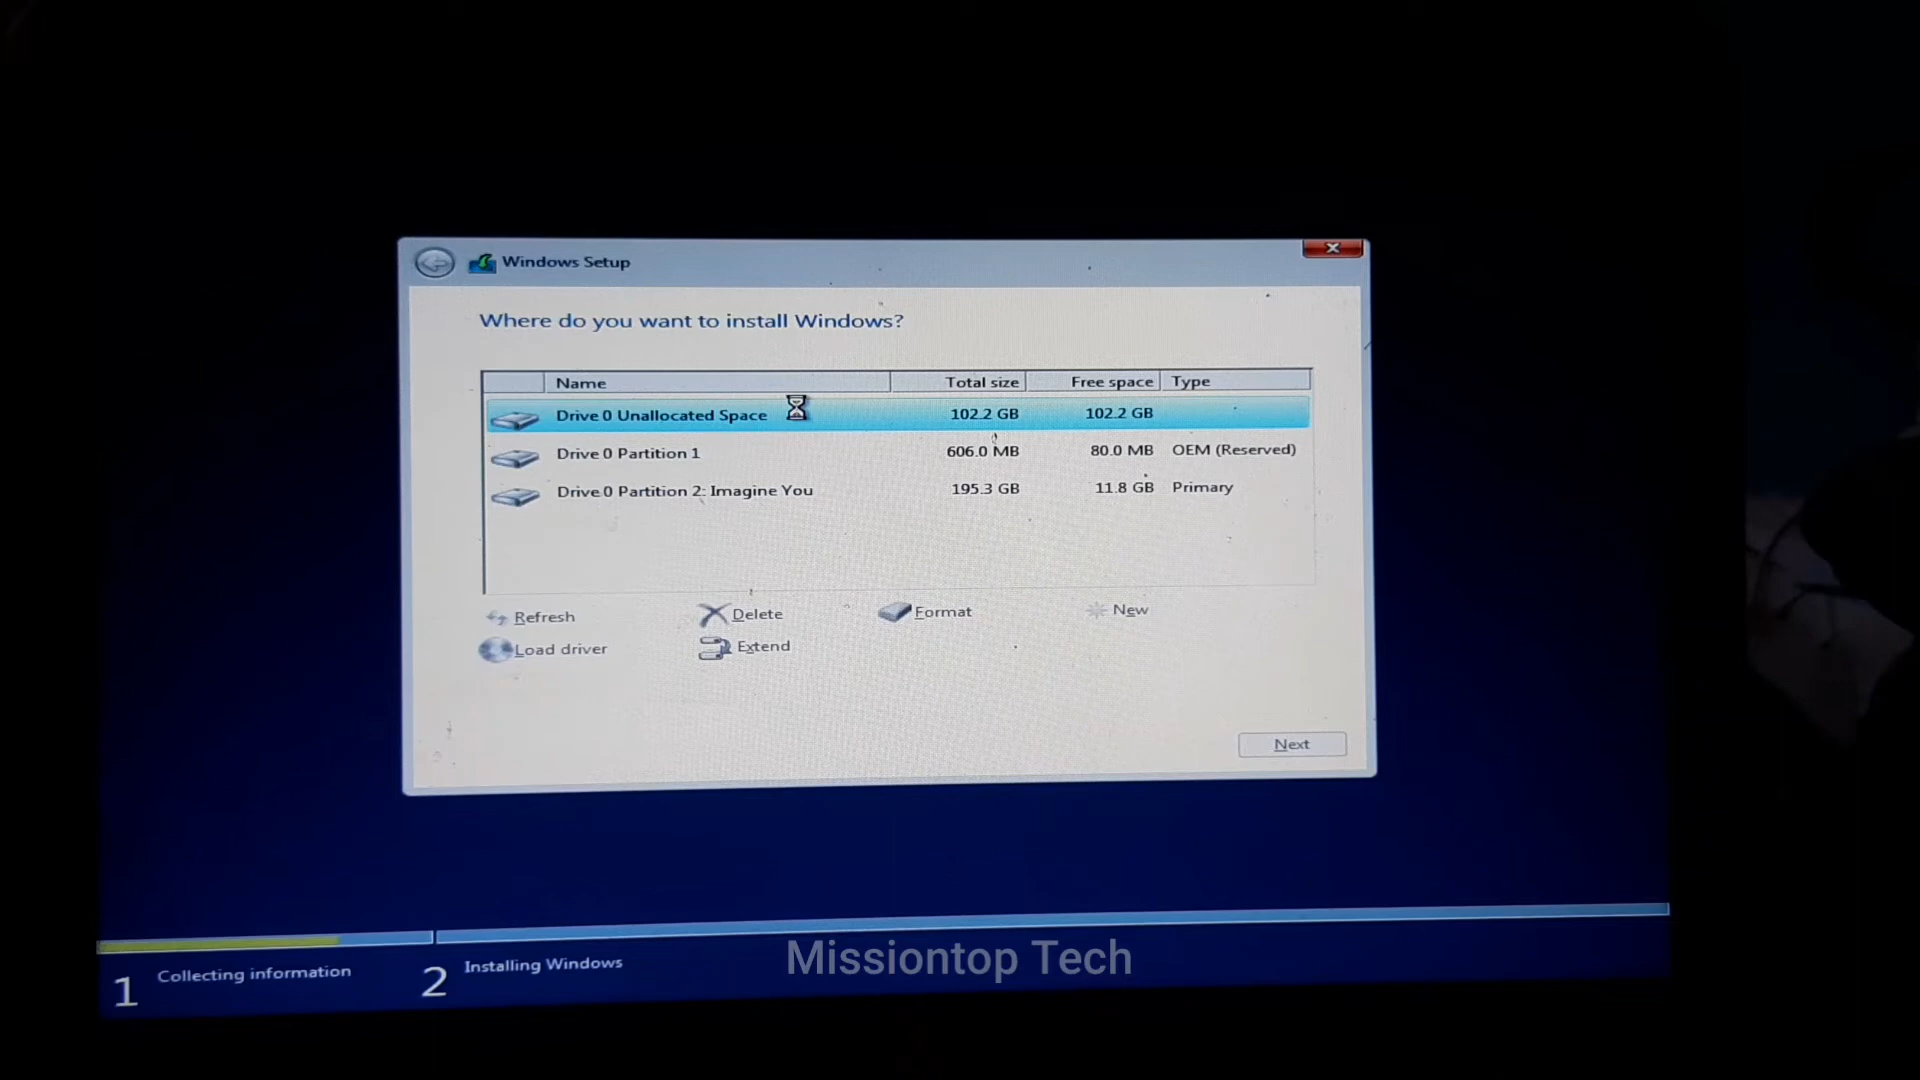 Windows Setup
Where do you want to install Windows?
Name Total size Free space Type
Drive 0 Unallocated Space 102.2 GB 102.2 GB
Drive 0 Partition 1 606.0 MB 80.0 MB OEM (Reserved)
Drive 0 Partition 2: Imagine You 195.3 GB 11.8 GB Primary
Refresh Delete Format New
Load driver Extend
Next
1 Collecting information 2 Installing Windows
Missiontop Tech